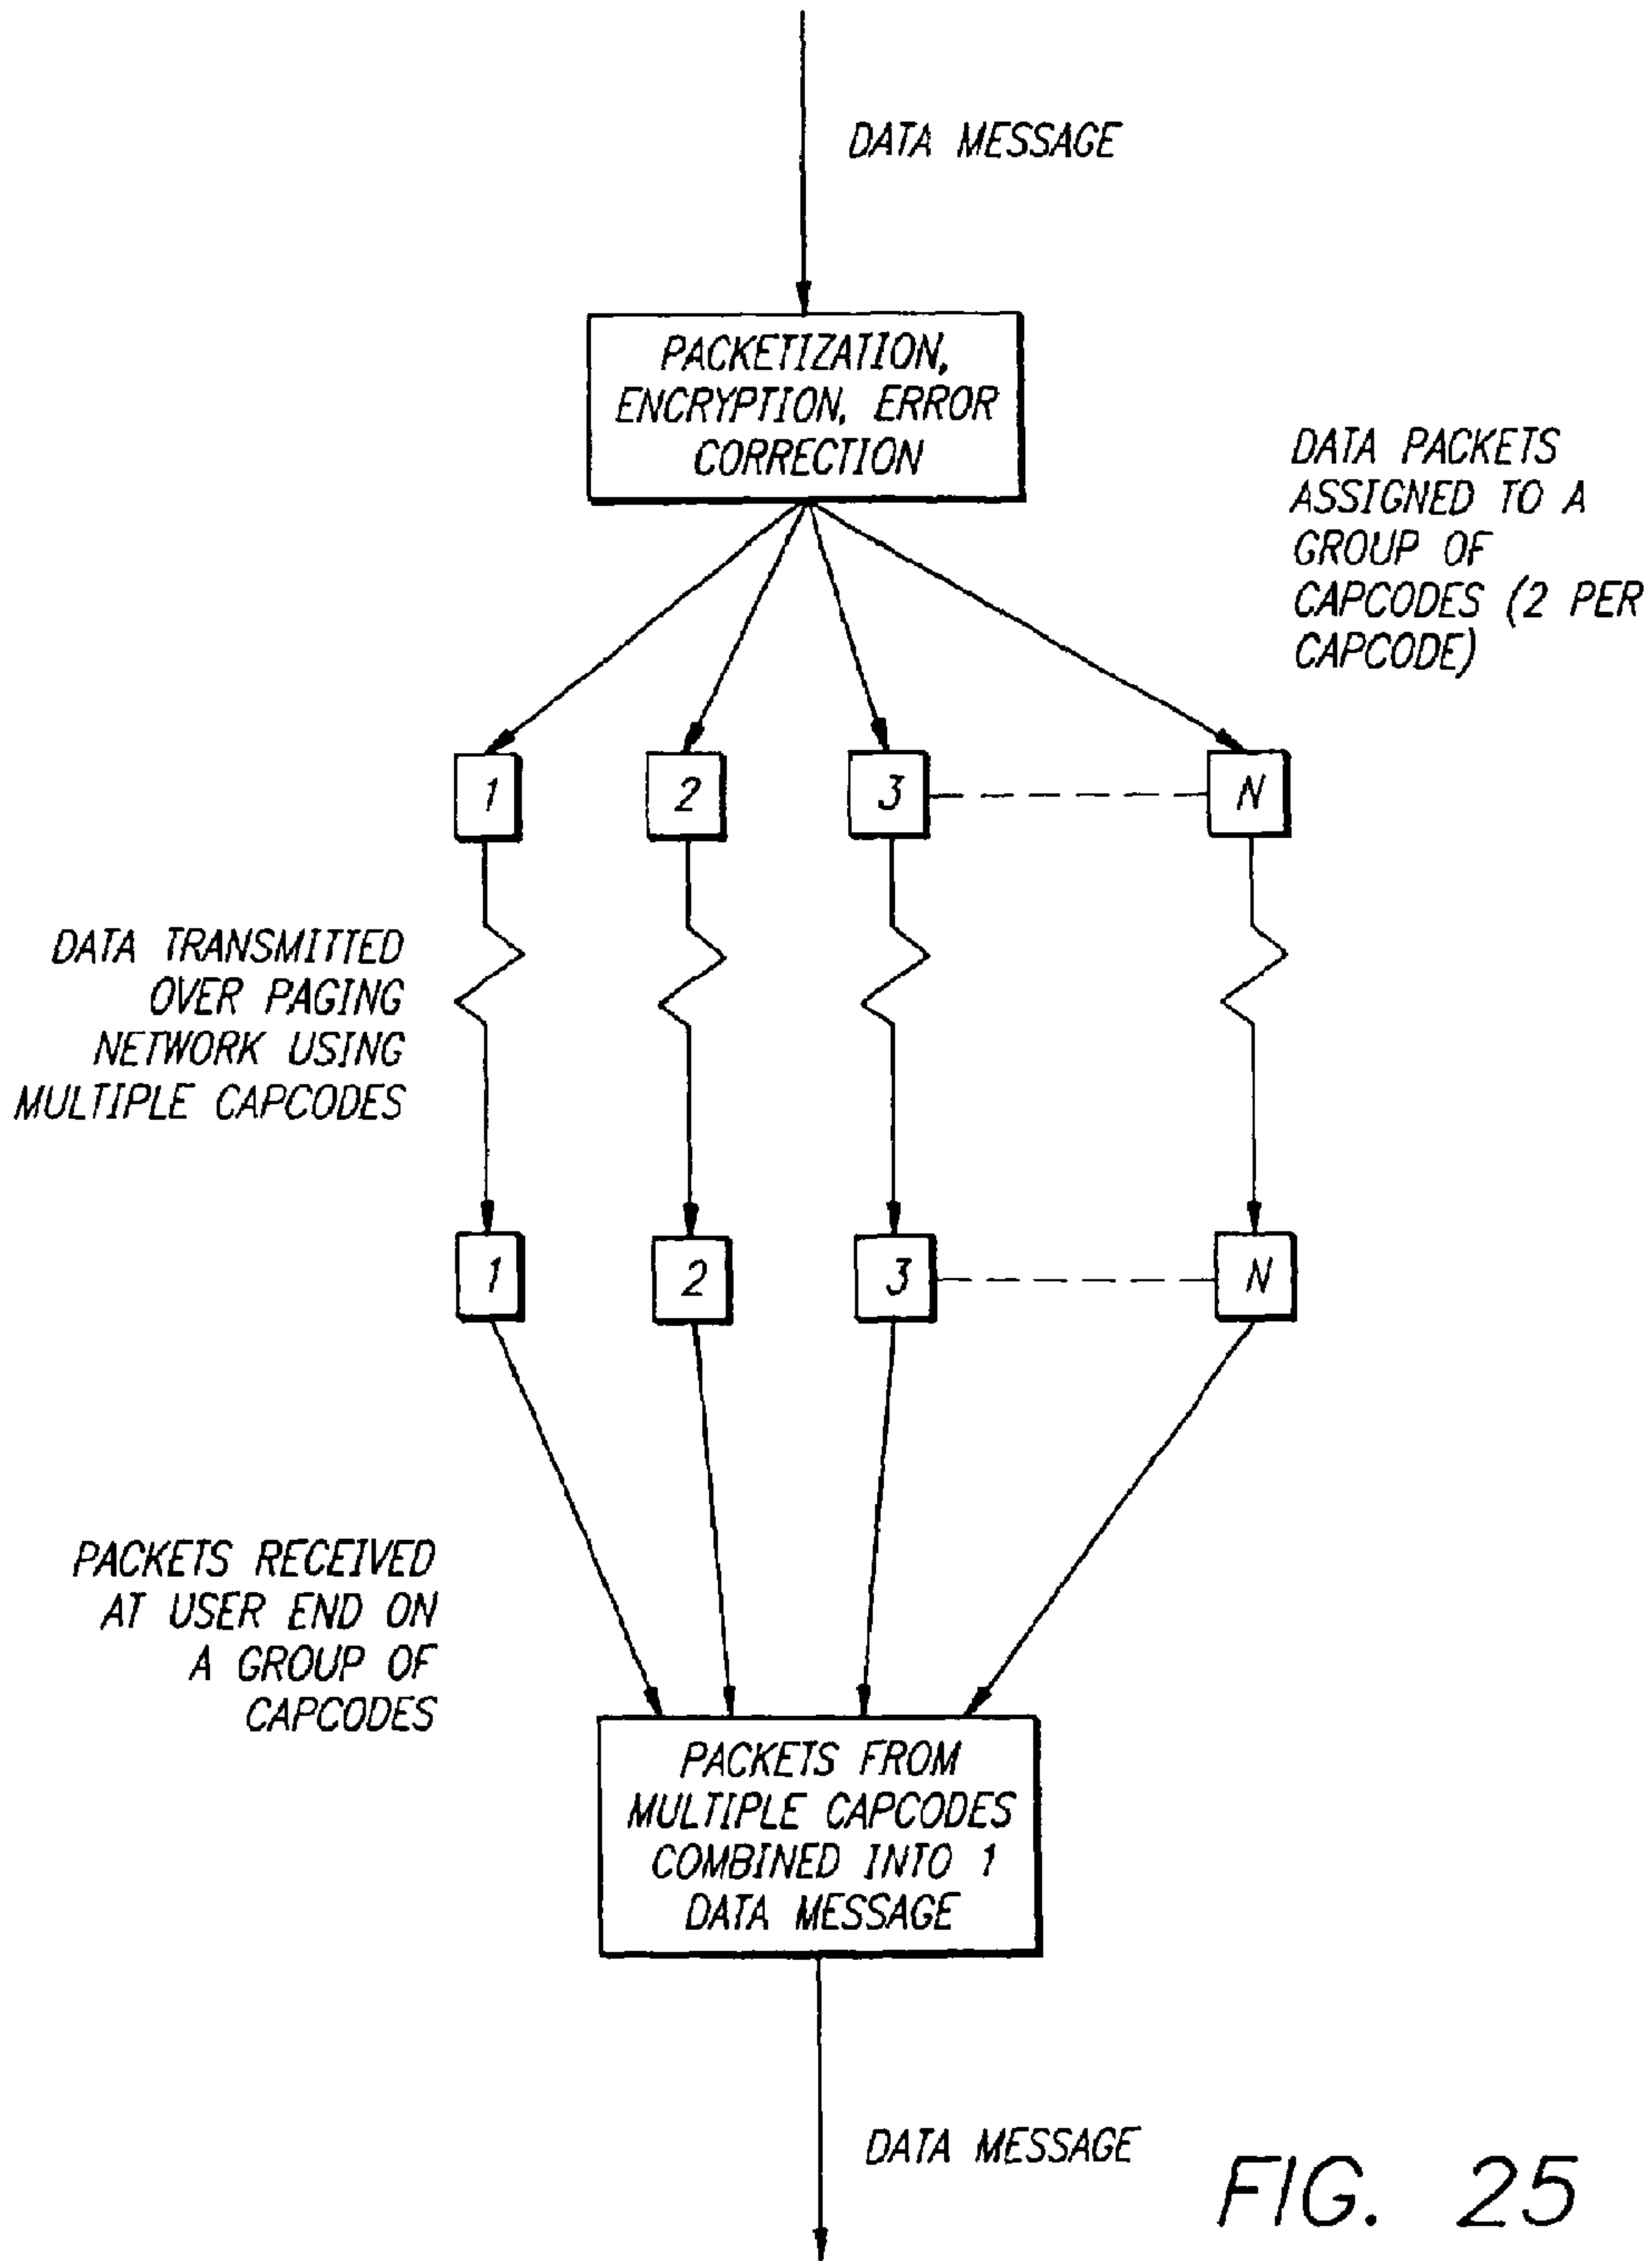 DATA MESSAGE
PACKETIZATION,
ENCRYPTION, ERROR
CORRECTION
DATA PACKETS
ASSIGNED TO A
GROUP OF
CAPCODES (2 PER
CAPCODE)
1
2
3
N
DATA TRANSMITTED
OVER PAGING
NETWORK USING
MULTIPLE CAPCODES
1
2
3
N
PACKETS RECEIVED
AT USER END ON
A GROUP OF
CAPCODES
PACKETS FROM
MULTIPLE CAPCODES
COMBINED INTO 1
DATA MESSAGE
DATA MESSAGE
FIG. 25